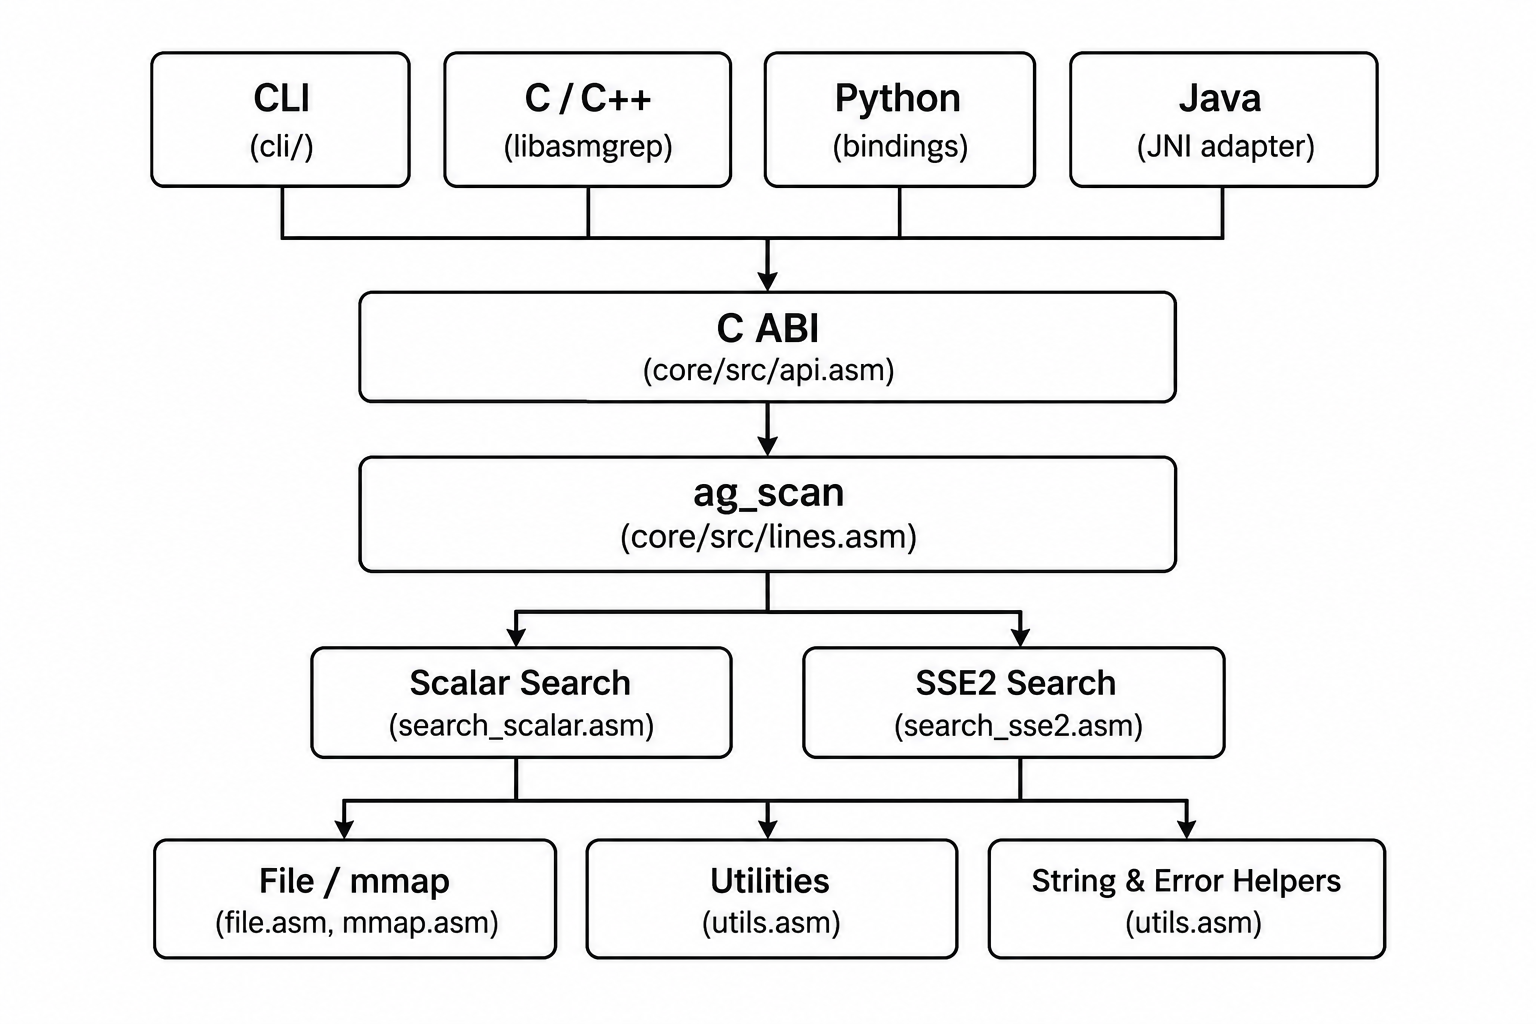 CLI
(cli/)
C / C++
(libasmgrep)
Python
(bindings)
Java
(JNI adapter)
C ABI
(core/src/api.asm)
ag_scan
(core/src/lines.asm)
Scalar Search
(search_scalar.asm)
SSE2 Search
(search_sse2.asm)
File / mmap
(file.asm, mmap.asm)
Utilities
(utils.asm)
String & Error Helpers
(utils.asm)